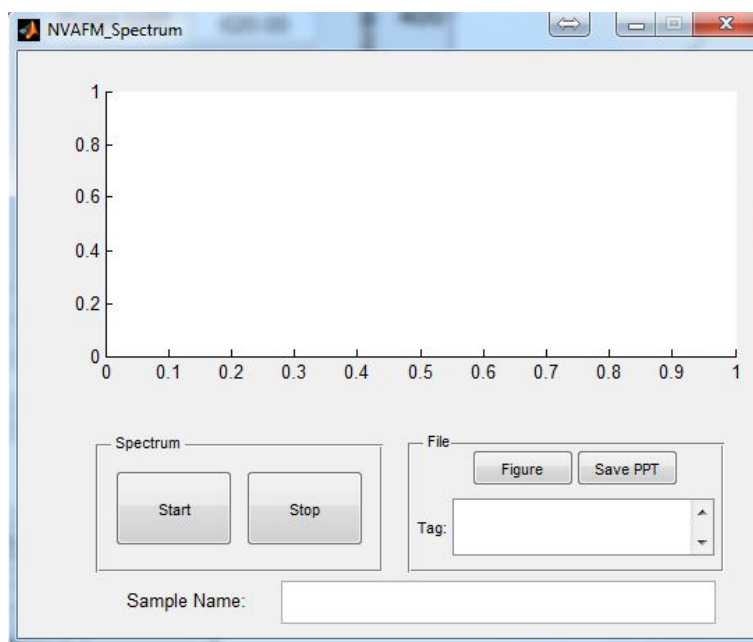 NVAFM_Spectrum
1
0.8
0.6
0.4
0.2
0
0 0.1 0.2 0.3 0.4 0.5 0.6 0.7 0.8 0.9 1
Spectrum
Start Stop
File
Figure Save PPT
Tag:
Sample Name: